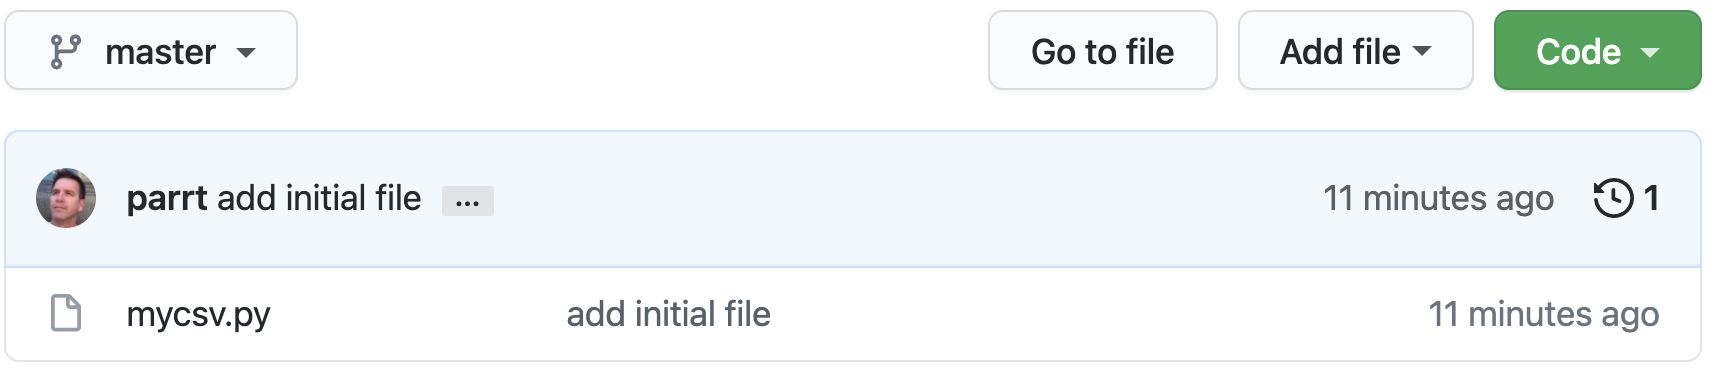 master Go to file Add file Code
parrt add initial file ... 11 minutes ago 1
mycsv.py add initial file 11 minutes ago